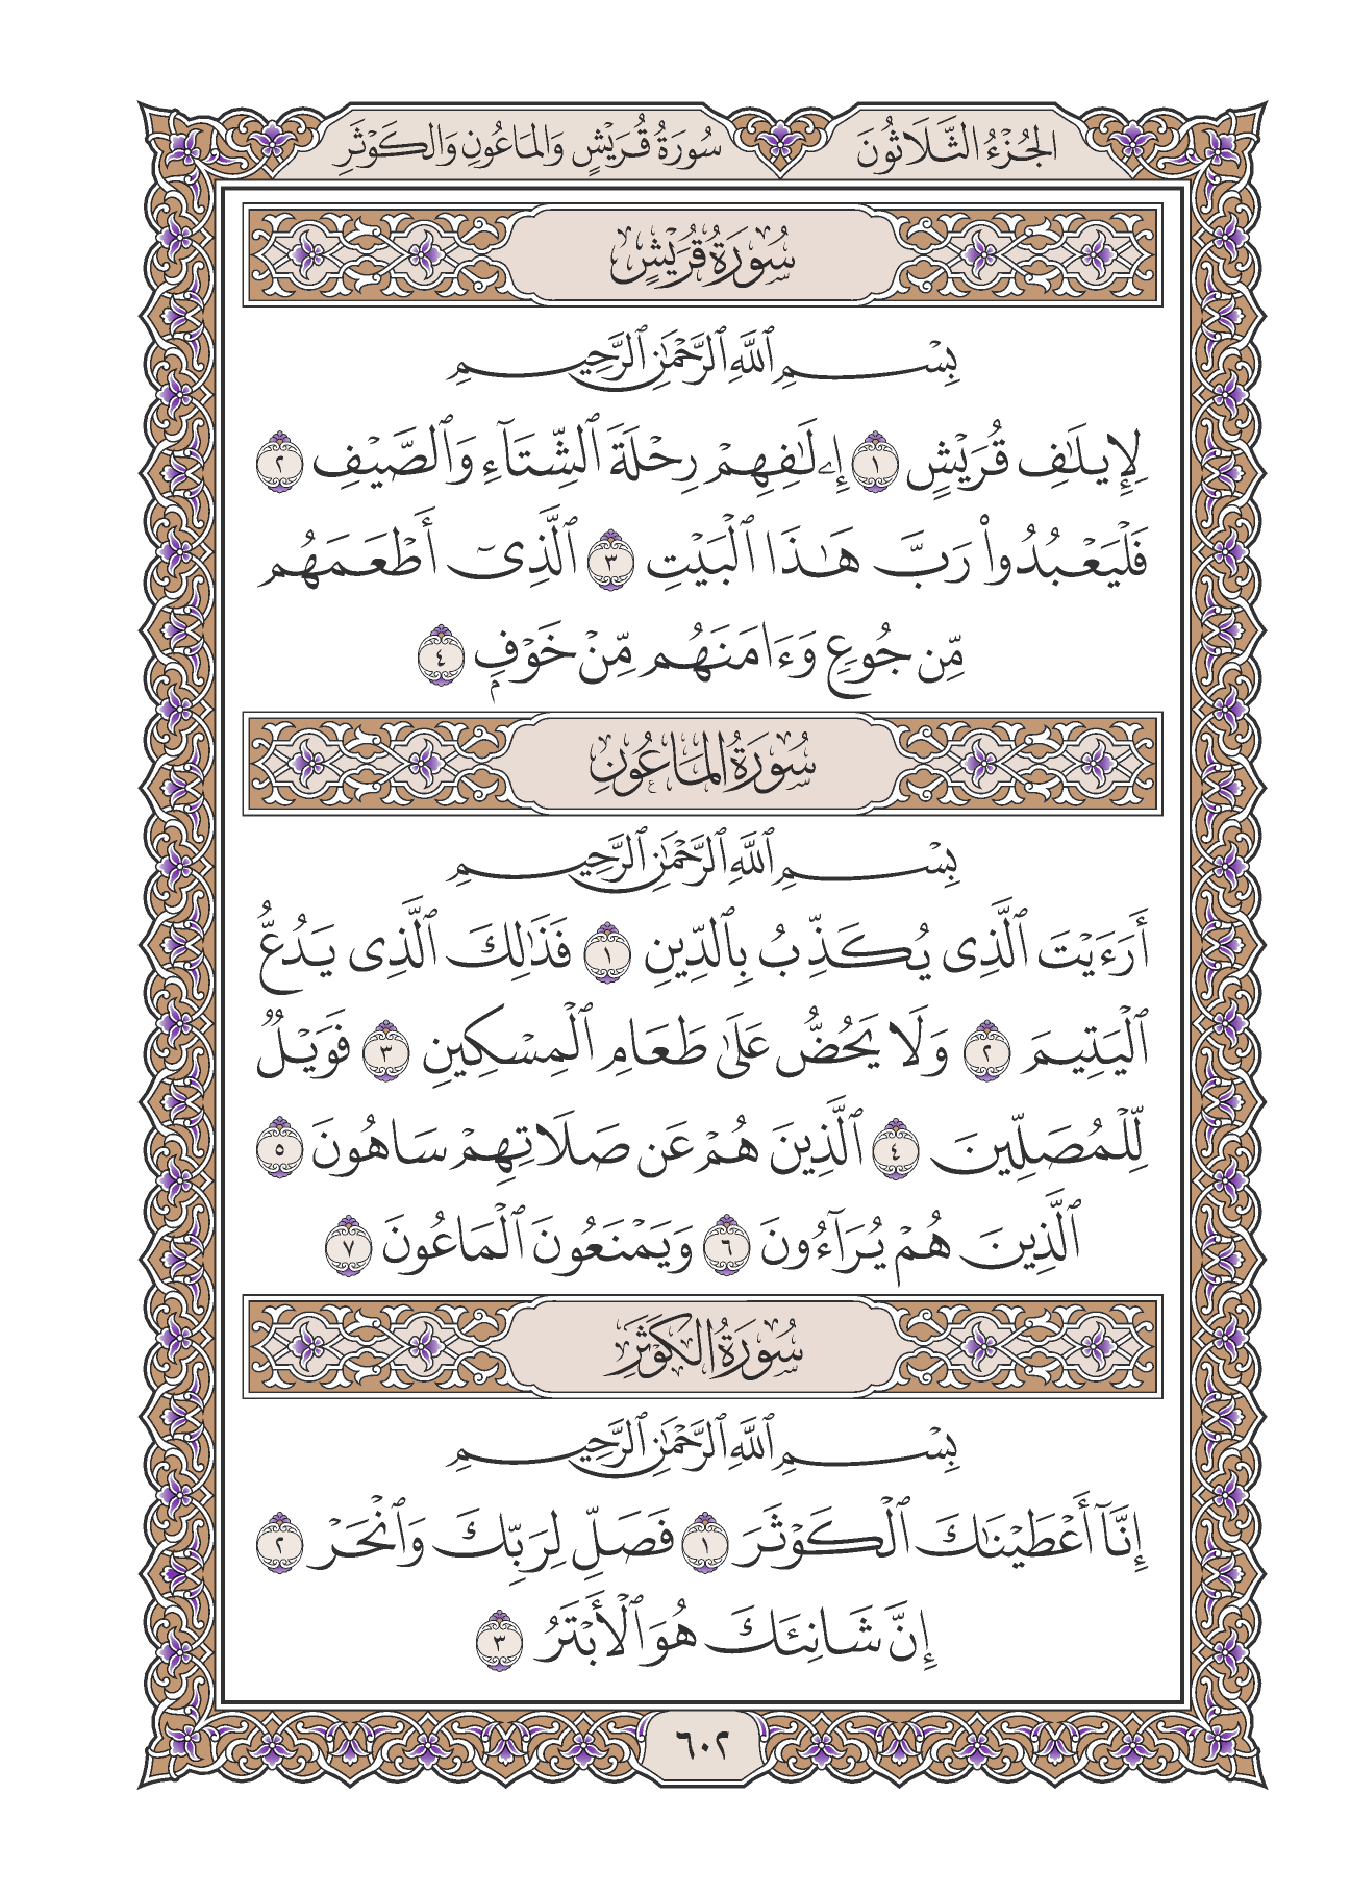 الجُزْءُ الثَّلَاثُونَ
سُورَةُ قُرَيْشٍ وَالمَاعُونِ وَالكَوْثَرِ
سُورَةُ قُرَيْشٍ
بِسْمِ ٱللَّهِ ٱلرَّحْمَٰنِ ٱلرَّحِيمِ
لِإِيلَٰفِ قُرَيْشٍ ١ إِۦلَٰفِهِمْ رِحْلَةَ ٱلشِّتَآءِ وَٱلصَّيْفِ ٢
فَلْيَعْبُدُوا۟ رَبَّ هَٰذَا ٱلْبَيْتِ ٣ ٱلَّذِىٓ أَطْعَمَهُم
مِّن جُوعٍ وَءَامَنَهُم مِّنْ خَوْفٍۭ ٤
سُورَةُ المَاعُونِ
بِسْمِ ٱللَّهِ ٱلرَّحْمَٰنِ ٱلرَّحِيمِ
أَرَءَيْتَ ٱلَّذِى يُكَذِّبُ بِٱلدِّينِ ١ فَذَٰلِكَ ٱلَّذِى يَدُعُّ
ٱلْيَتِيمَ ٢ وَلَا يَحُضُّ عَلَىٰ طَعَامِ ٱلْمِسْكِينِ ٣ فَوَيْلٌ
لِّلْمُصَلِّينَ ٤ ٱلَّذِينَ هُمْ عَن صَلَاتِهِمْ سَاهُونَ ٥
ٱلَّذِينَ هُمْ يُرَآءُونَ ٦ وَيَمْنَعُونَ ٱلْمَاعُونَ ٧
سُورَةُ الكَوْثَرِ
بِسْمِ ٱللَّهِ ٱلرَّحْمَٰنِ ٱلرَّحِيمِ
إِنَّآ أَعْطَيْنَٰكَ ٱلْكَوْثَرَ ١ فَصَلِّ لِرَبِّكَ وَٱنْحَرْ ٢
إِنَّ شَانِئَكَ هُوَ ٱلْأَبْتَرُ ٣
٦٠٢